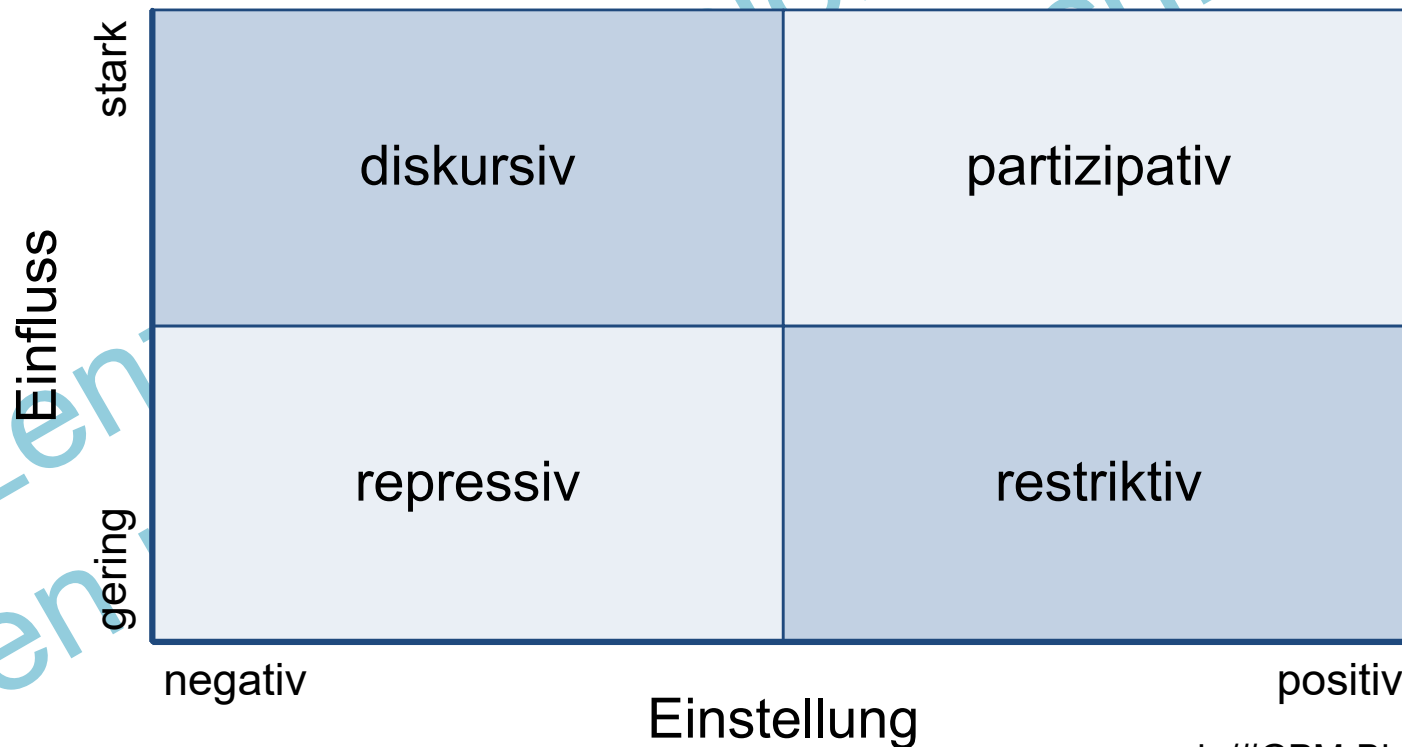 stark
diskursiv
partizipativ
Einfluss
repressiv
restriktiv
gering
negativ
positiv
Einstellung